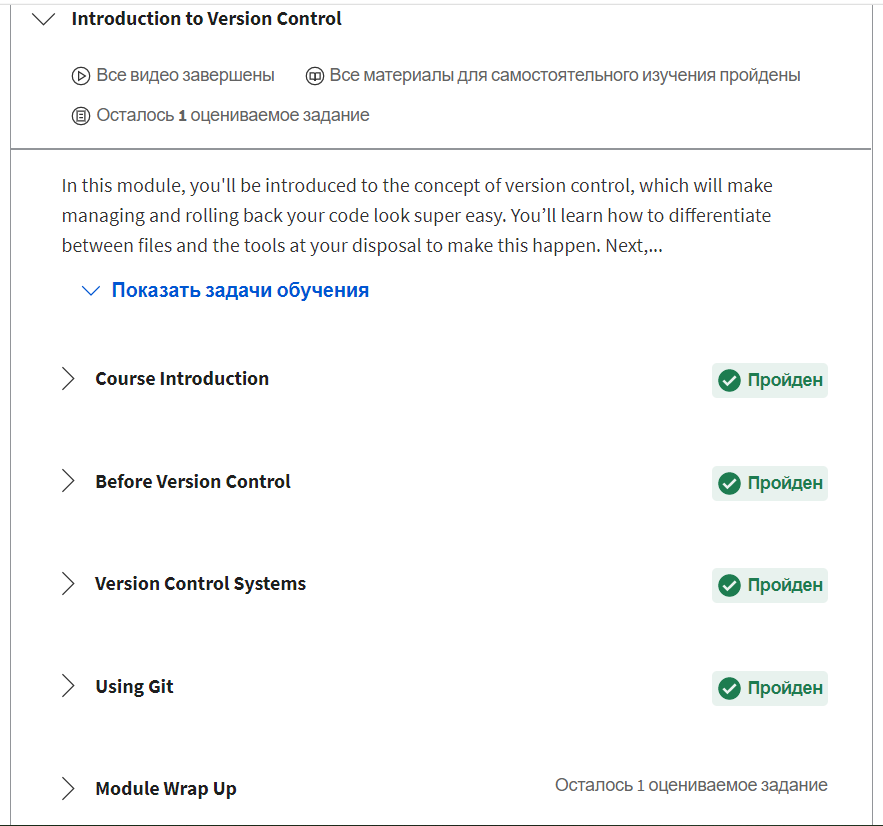 Introduction to Version Control
Все видео завершены Все материалы для самостоятельного изучения пройдены
Осталось 1 оцениваемое задание
In this module, you'll be introduced to the concept of version control, which will make
managing and rolling back your code look super easy. You’ll learn how to differentiate
between files and the tools at your disposal to make this happen. Next,...
Показать задачи обучения
Course Introduction Пройден
Before Version Control Пройден
Version Control Systems Пройден
Using Git Пройден
Module Wrap Up Осталось 1 оцениваемое задание